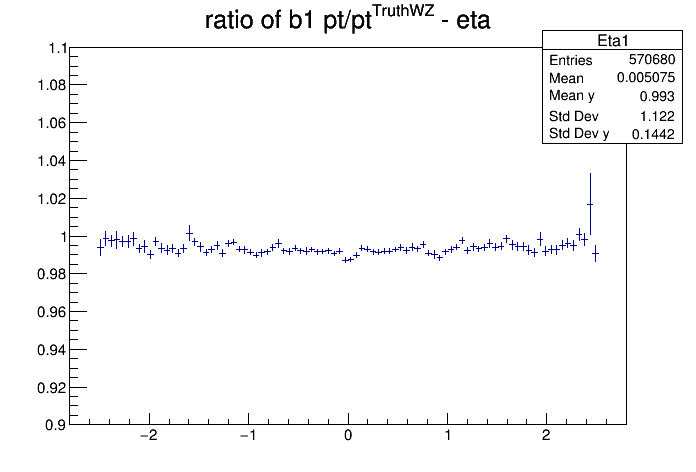 ratio of b1 pt/pt^TruthWZ - eta
Eta1
Entries 570680
Mean 0.005075
Mean y 0.993
Std Dev 1.122
Std Dev y 0.1442
1.1
1.08
1.06
1.04
1.02
1
0.98
0.96
0.94
0.92
0.9
−2 −1 0 1 2